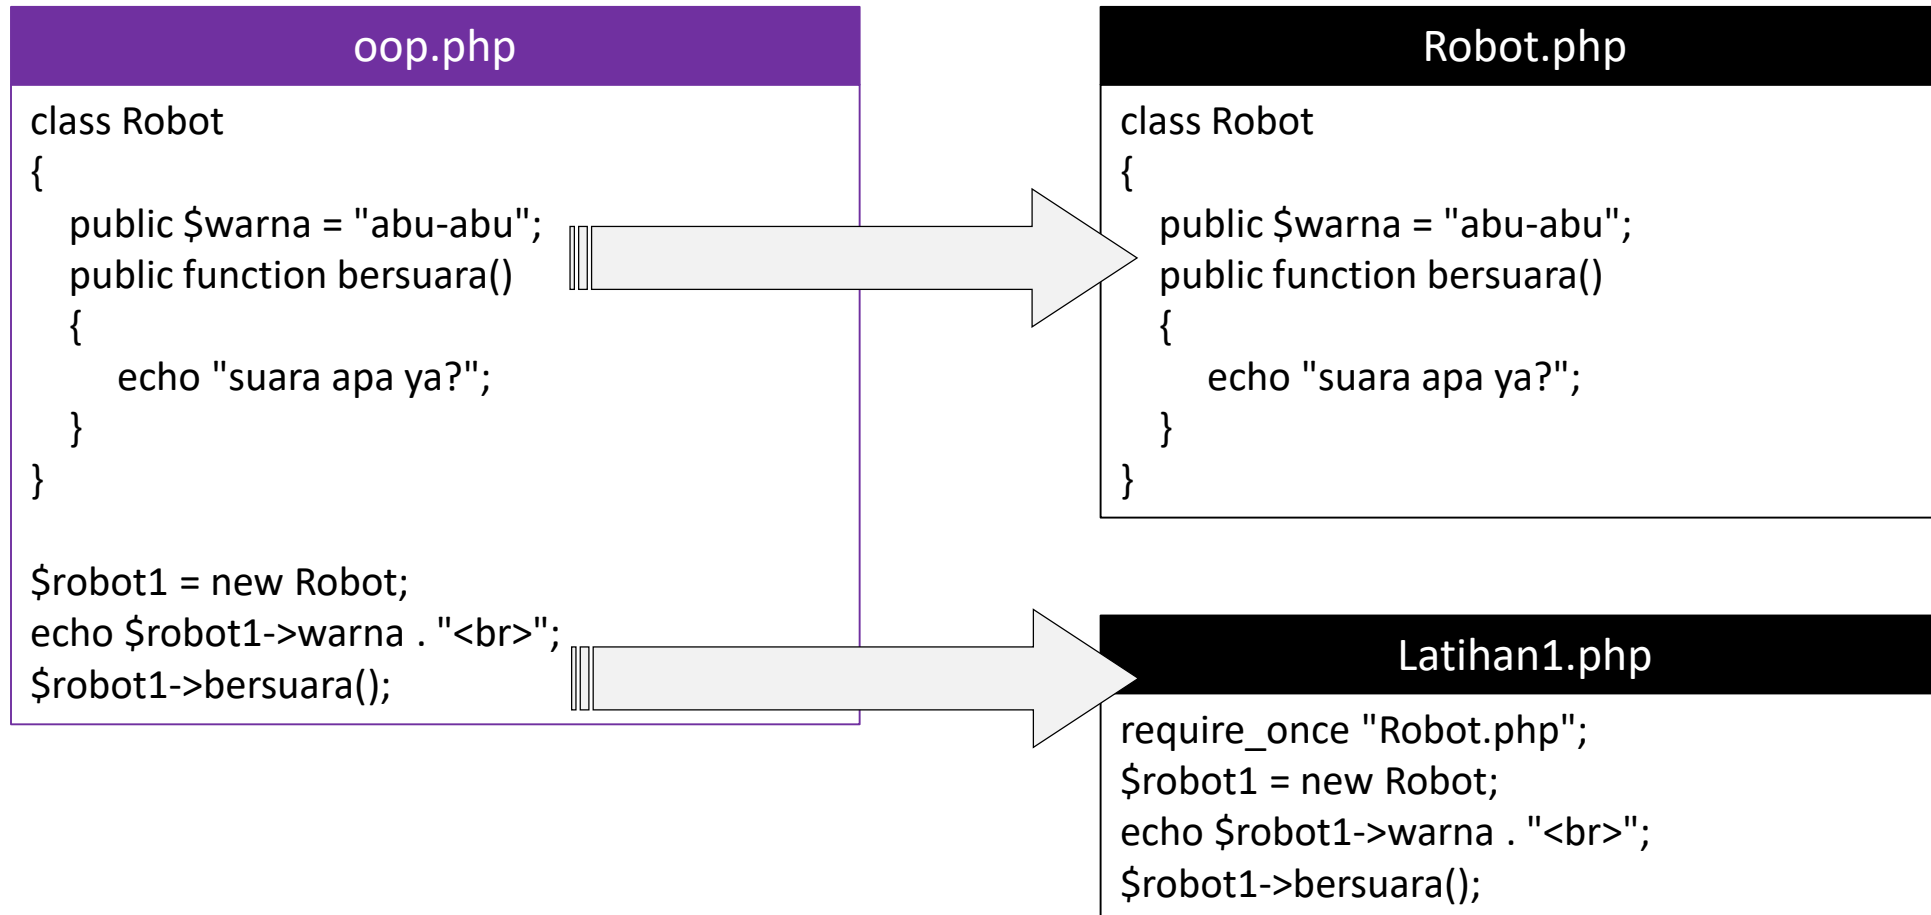 oop.php
class Robot
{
public $warna = "abu-abu";
public function bersuara()
{
echo "suara apa ya?";
}
}
$robot1 = new Robot;
echo $robot1->warna . "<br>";
$robot1->bersuara();
Robot.php
class Robot
{
public $warna = "abu-abu";
public function bersuara()
{
echo "suara apa ya?";
}
}
Latihan1.php
require_once "Robot.php";
$robot1 = new Robot;
echo $robot1->warna . "<br>";
$robot1->bersuara();